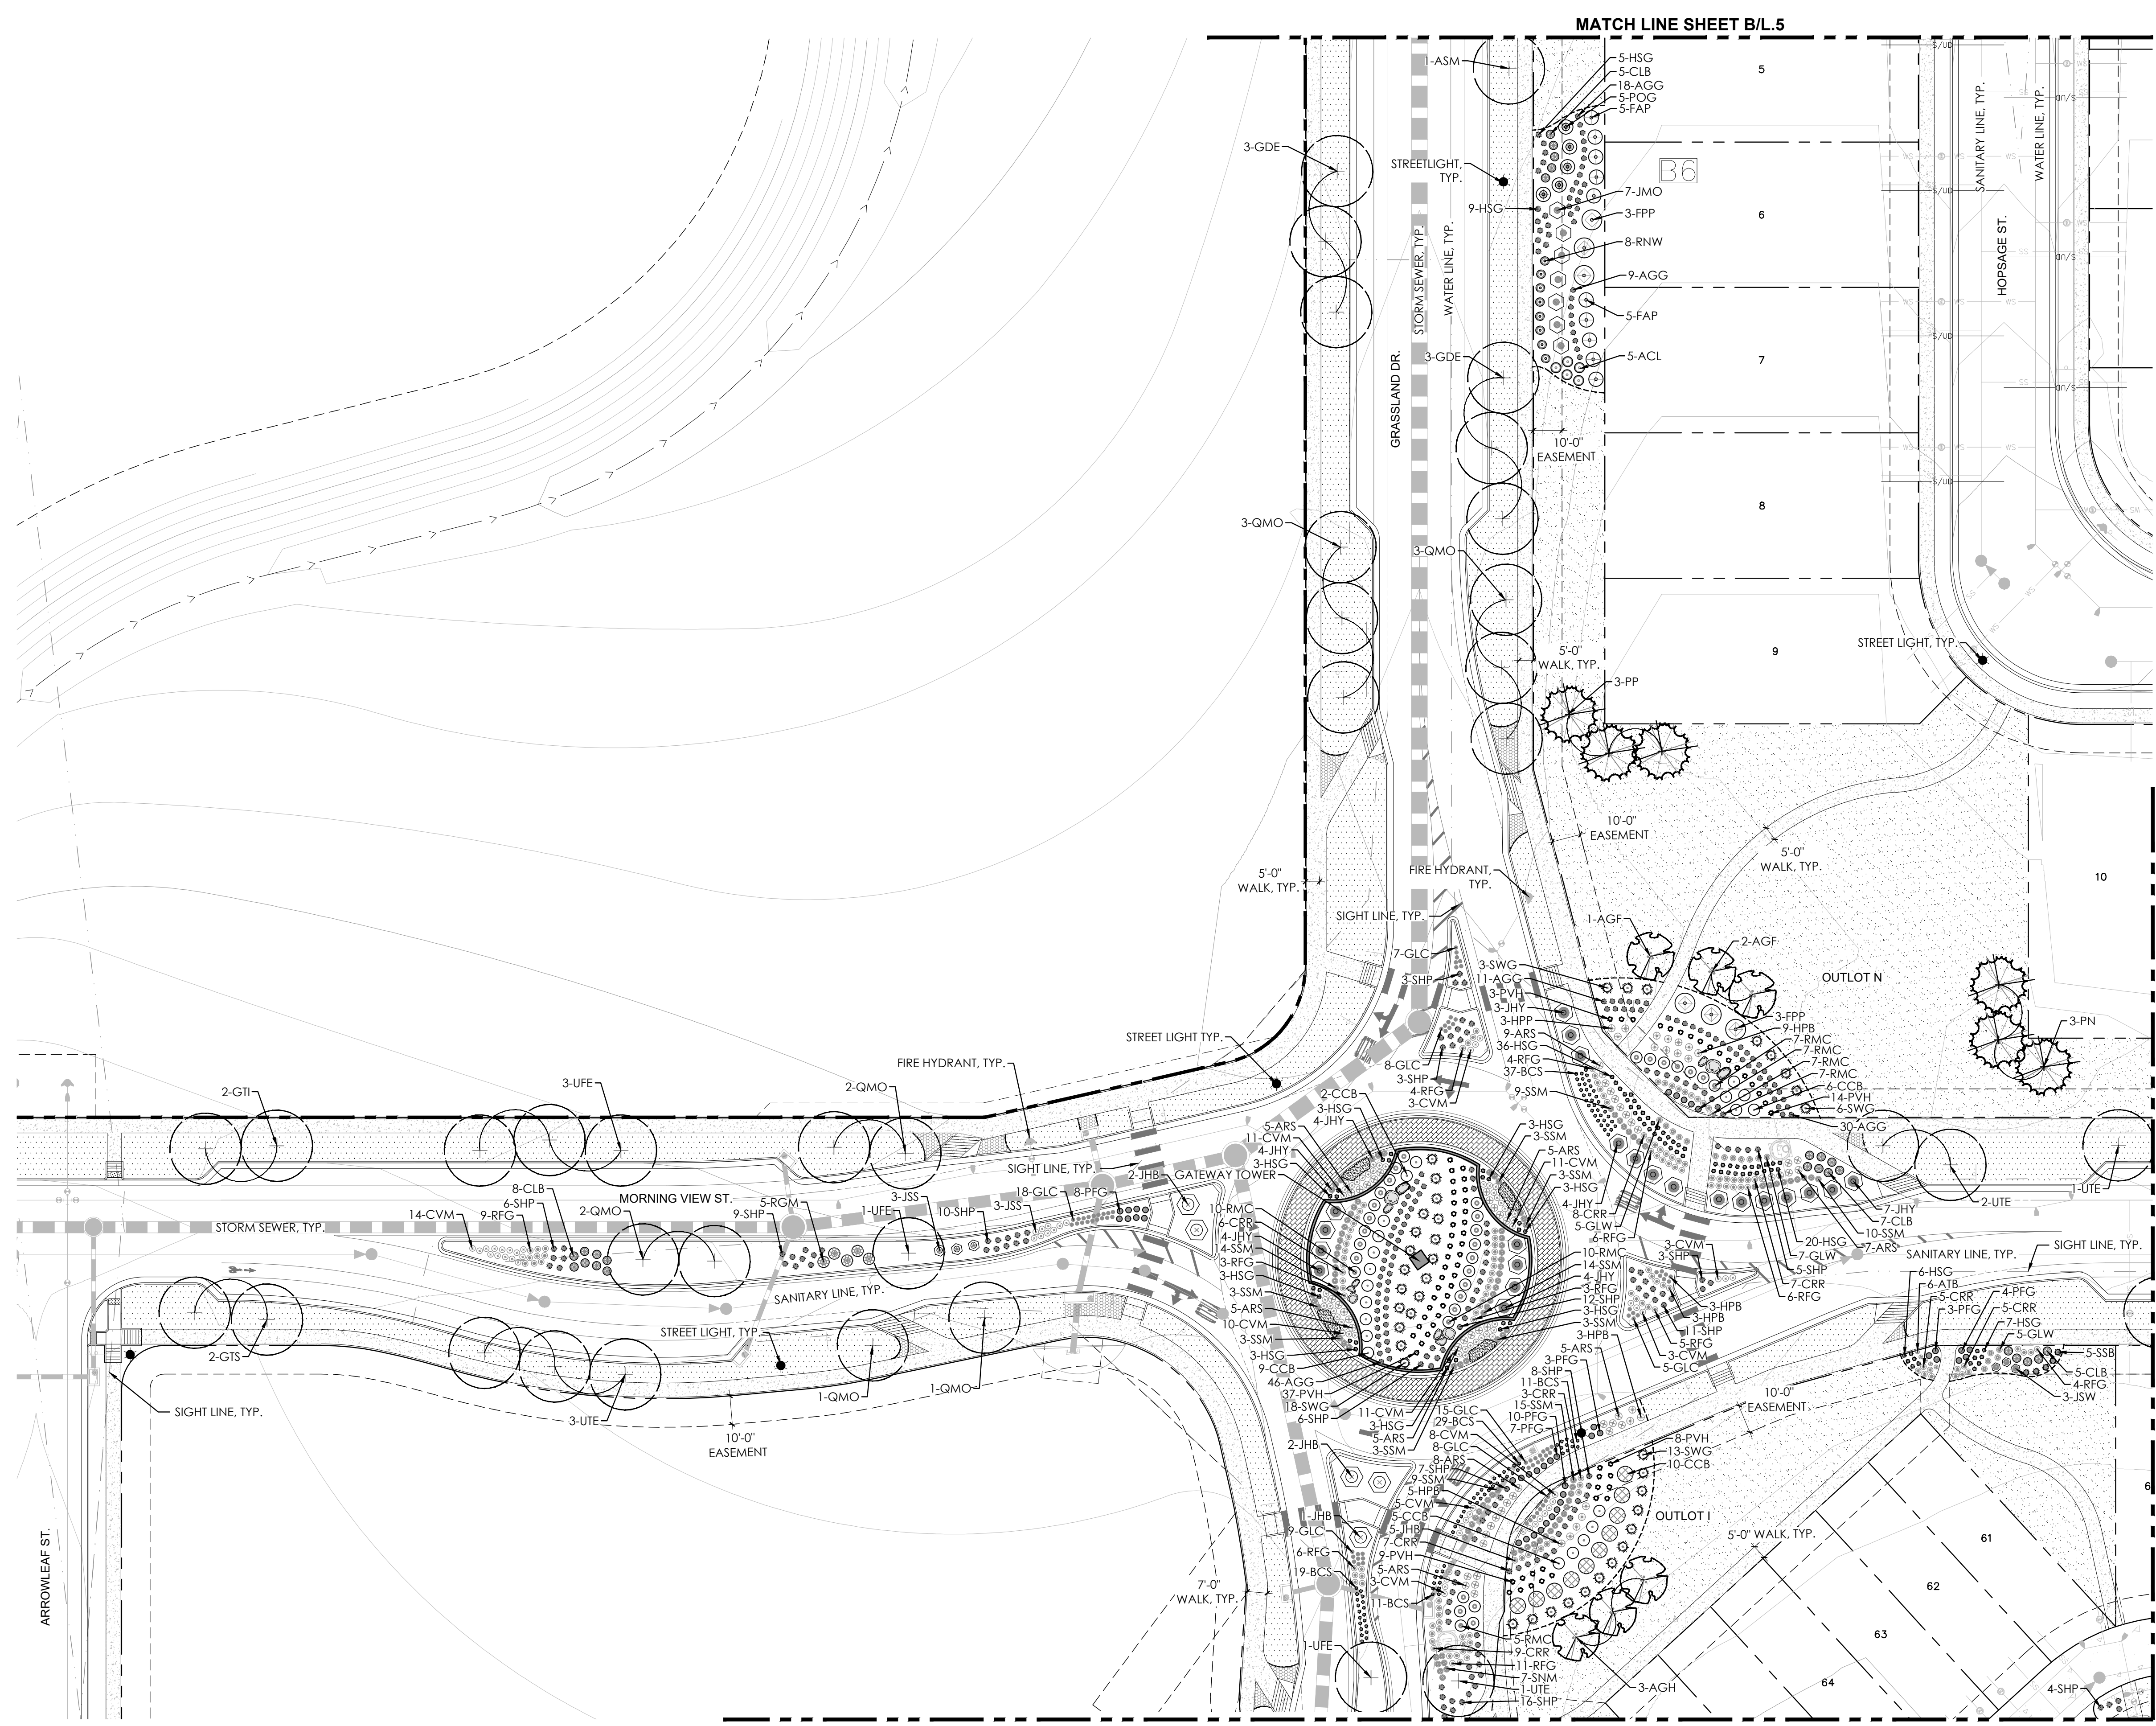 MATCH LINE SHEET B/L.5
1-ASM
5-HSG
5-CLB
18-AGG
5-POG
5-FAP
5
3-GDE
STREETLIGHT,
TYP.
B6
7-JMO
9-HSG
3-FPP
6
8-RNW
9-AGG
5-FAP
STORM SEWER, TYP.
WATER LINE, TYP.
SANITARY LINE, TYP.
WATER LINE, TYP.
HOPSAGE ST.
3-GDE
5-ACL
7
GRASSLAND DR.
10'-0"
EASEMENT
8
3-QMO
3-QMO
5'-0"
WALK, TYP.
9
STREET LIGHT, TYP.
3-PP
10'-0"
EASEMENT
5'-0"
WALK, TYP.
5'-0"
WALK, TYP.
FIRE HYDRANT,
TYP.
10
SIGHT LINE, TYP.
1-AGF
2-AGF
7-GLC
3-SHP
3-SWG
11-AGG
3-PVH
3-JHY
3-HPP
9-ARS
36-HSG
4-RFG
37-BCS
9-SSM
OUTLOT N
3-FPP
9-HPB
7-RMC
7-RMC
7-RMC
7-RMC
6-CCB
14-PVH
6-SWG
30-AGG
3-PN
STREET LIGHT TYP.
FIRE HYDRANT, TYP.
8-GLC
3-SHP
4-RFG
3-CVM
2-GTI
3-UFE
2-QMO
2-CCB
3-HSG
4-JHY
5-ARS
11-CVM
4-JHY
3-HSG
GATEWAY TOWER
3-HSG
3-SSM
5-ARS
11-CVM
3-SSM
3-HSG
4-JHY
8-CRR
5-GLW
6-RFG
SIGHT LINE, TYP.
2-JHB
2-UTE
1-UTE
7-JHY
7-CLB
10-SSM
7-ARS
20-HSG
7-GLW
5-SHP
7-CRR
6-RFG
MORNING VIEW ST.
STORM SEWER, TYP.
14-CVM
8-CLB
6-SHP
9-RFG
2-QMO
9-SHP
5-RGM
1-UFE
3-JSS
10-SHP
3-JSS
18-GLC
8-PFG
10-RMC
6-CRR
4-JHY
4-SSM
3-RFG
3-HSG
3-SSM
5-ARS
10-CVM
3-SSM
3-HSG
9-CCB
46-AGG
37-PVH
18-SWG
6-SHP
10-RMC
14-SSM
4-JHY
3-RFG
12-SHP
3-HSG
3-SSM
3-HPB
3-CVM
3-SHP
3-HPB
3-HPB
11-SHP
5-RFG
3-CVM
5-GLC
SANITARY LINE, TYP.
SIGHT LINE, TYP.
6-HSG
6-ATB
5-CRR
3-PFG
4-PFG
5-CRR
7-HSG
5-GLW
5-SSB
5-CLB
4-RFG
3-JSW
SANITARY LINE, TYP.
STREET LIGHT, TYP.
2-GTS
SIGHT LINE, TYP.
3-UTE
10'-0"
EASEMENT
1-QMO
1-QMO
11-CVM
3-HSG
5-ARS
3-SSM
5-ARS
3-PFG
8-SHP
11-BCS
3-CRR
15-SSM
10-PFG
7-PFG
10'-0"
EASEMENT
15-GLC
29-BCS
8-CVM
8-GLC
8-ARS
7-SHP
9-SSM
5-HPB
5-CVM
5-CCB
5-JHB
7-CRR
9-PVH
5-ARS
3-CVM
11-BCS
8-PVH
13-SWG
10-CCB
2-JHB
1-JHB
9-GLC
6-RFG
19-BCS
OUTLOT I
5'-0" WALK, TYP.
61
62
63
64
ARROWLEAF ST.
7'-0"
WALK, TYP.
1-UFE
5-RMC
9-CRR
11-RFG
7-SNM
1-UTE
16-SHP
3-AGH
4-SHP